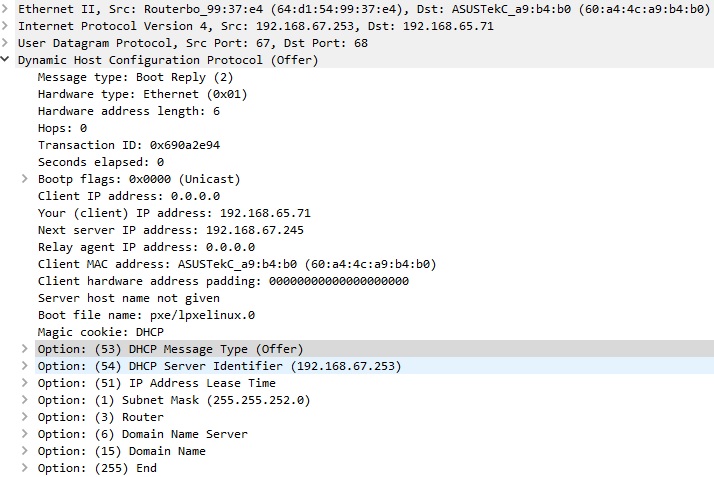 Ethernet II, Src: Routerbo_99:37:e4 (64:d1:54:99:37:e4), Dst: ASUSTekC_a9:b4:b0 (60:a4:4c:a9:b4:b0)
Internet Protocol Version 4, Src: 192.168.67.253, Dst: 192.168.65.71
User Datagram Protocol, Src Port: 67, Dst Port: 68
Dynamic Host Configuration Protocol (Offer)
Message type: Boot Reply (2)
Hardware type: Ethernet (0x01)
Hardware address length: 6
Hops: 0
Transaction ID: 0x690a2e94
Seconds elapsed: 0
Bootp flags: 0x0000 (Unicast)
Client IP address: 0.0.0.0
Your (client) IP address: 192.168.65.71
Next server IP address: 192.168.67.245
Relay agent IP address: 0.0.0.0
Client MAC address: ASUSTekC_a9:b4:b0 (60:a4:4c:a9:b4:b0)
Client hardware address padding: 00000000000000000000
Server host name not given
Boot file name: pxe/lpxelinux.0
Magic cookie: DHCP
Option: (53) DHCP Message Type (Offer)
Option: (54) DHCP Server Identifier (192.168.67.253)
Option: (51) IP Address Lease Time
Option: (1) Subnet Mask (255.255.252.0)
Option: (3) Router
Option: (6) Domain Name Server
Option: (15) Domain Name
Option: (255) End